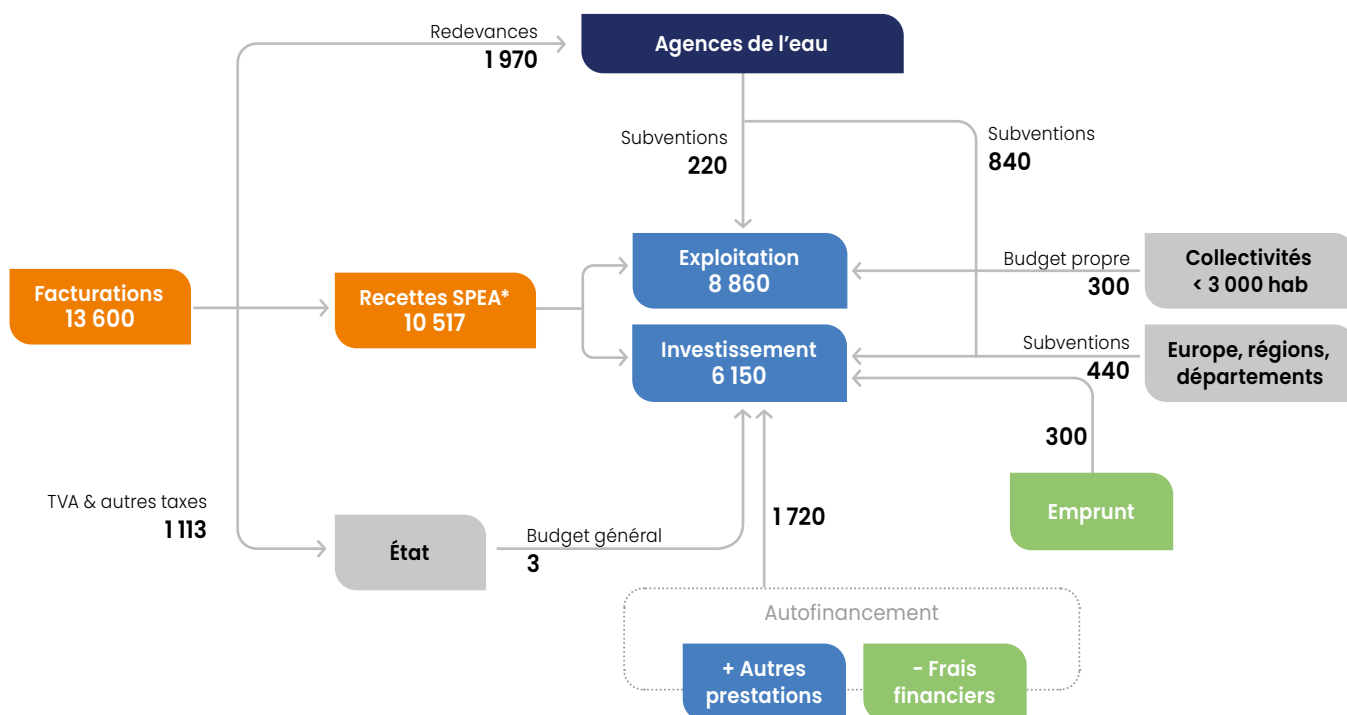 Redevances
1 970
Agences de l’eau
Subventions
220
Subventions
840
Facturations
13 600
Recettes SPEA*
10 517
Exploitation
8 860
Budget propre
300
Collectivités
< 3 000 hab
Investissement
6 150
Subventions
440
Europe, régions,
départements
300
Emprunt
TVA & autres taxes
1 113
État
Budget général
3
1 720
Autofinancement
+ Autres
prestations
- Frais
financiers